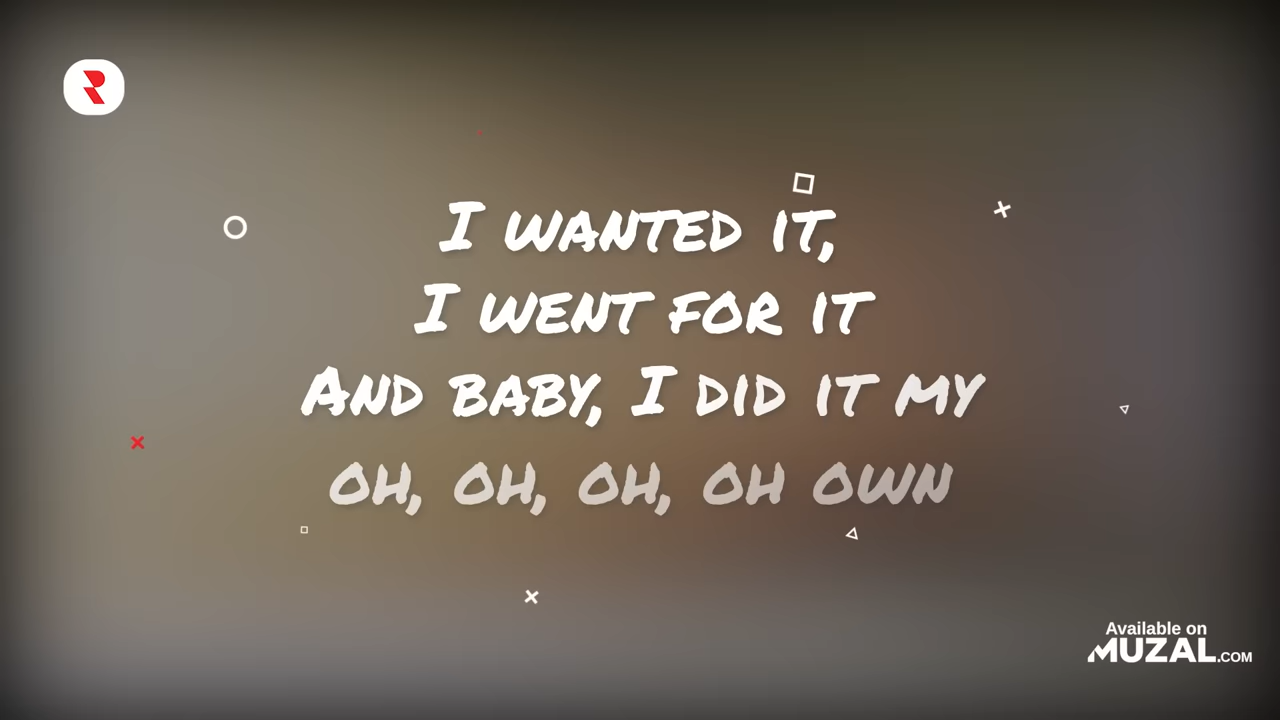 I WANTED IT,
I WENT FOR IT
AND BABY, I DID IT MY
OH, OH, OH, OH OWN
Available on
MUZAL.COM